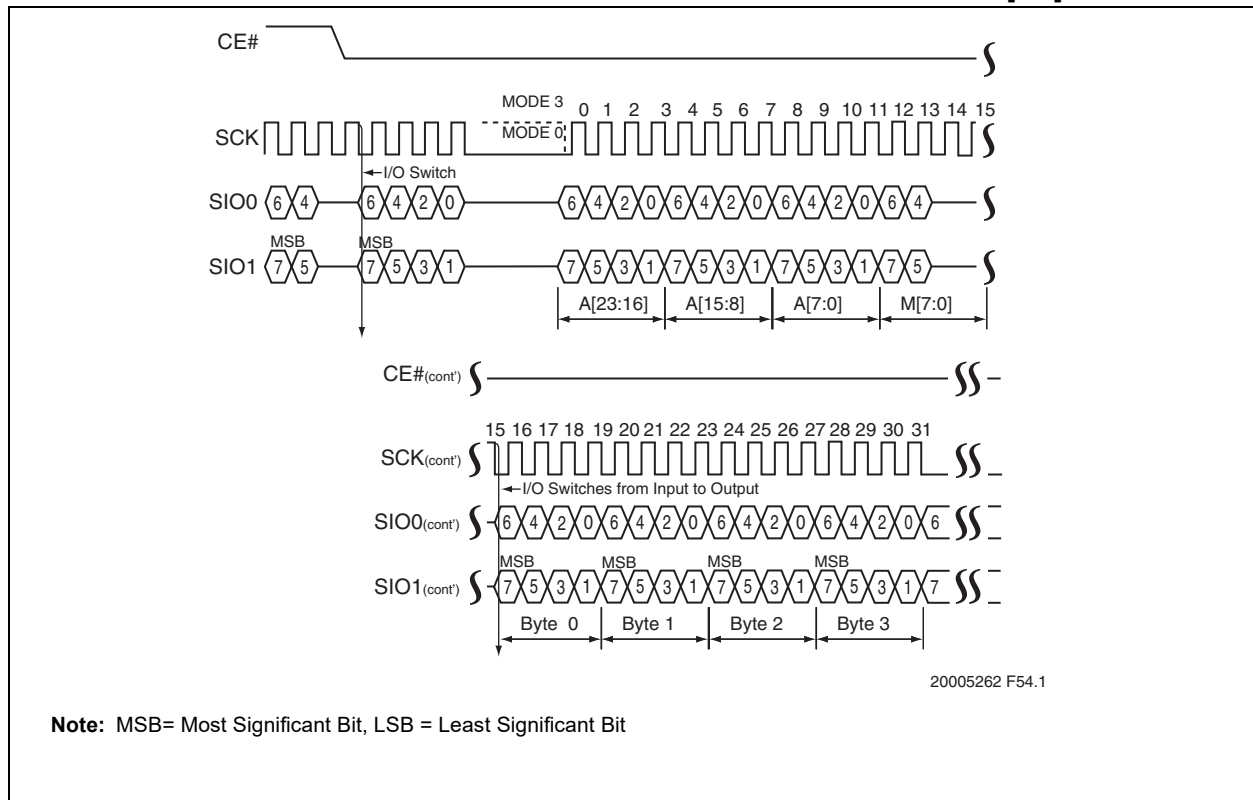 CE#
MODE 3 0 1 2 3 4 5 6 7 8 9 10 11 12 13 14 15
SCK MODE 0
I/O Switch
SIO0 6 4 6 4 2 0 6 4 2 0 6 4 2 0 6 4 2 0 6 4
MSB MSB
SIO1 7 5 7 5 3 1 7 5 3 1 7 5 3 1 7 5 3 1 7 5
A[23:16] A[15:8] A[7:0] M[7:0]
CE#(cont')
15 16 17 18 19 20 21 22 23 24 25 26 27 28 29 30 31
SCK(cont')
I/O Switches from Input to Output
SIO0(cont') 6 4 2 0 6 4 2 0 6 4 2 0 6 4 2 0 6
MSB MSB MSB MSB
SIO1(cont') 7 5 3 1 7 5 3 1 7 5 3 1 7 5 3 1 7
Byte 0 Byte 1 Byte 2 Byte 3
20005262 F54.1
Note: MSB= Most Significant Bit, LSB = Least Significant Bit